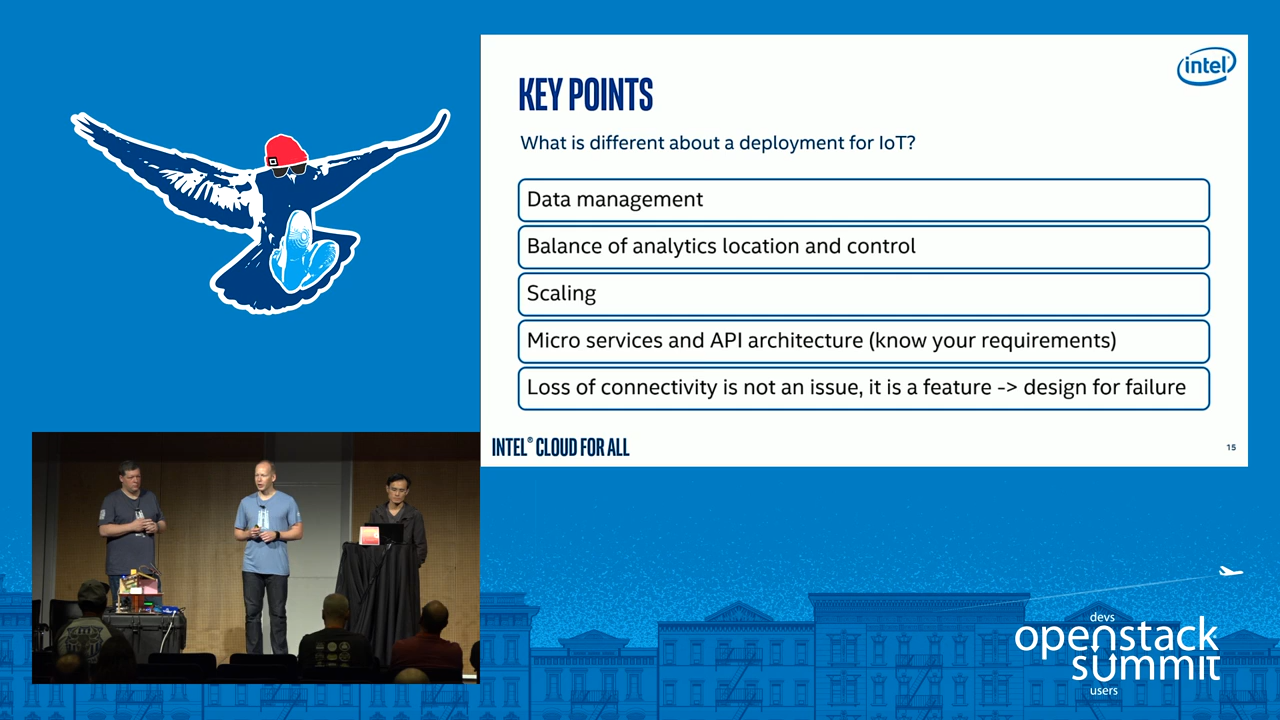 intel
KEY POINTS
What is different about a deployment for IoT?
Data management
Balance of analytics location and control
Scaling
Micro services and API architecture (know your requirements)
Loss of connectivity is not an issue, it is a feature -> design for failure
INTEL® CLOUD FOR ALL
15
devs
openstack
summit
users